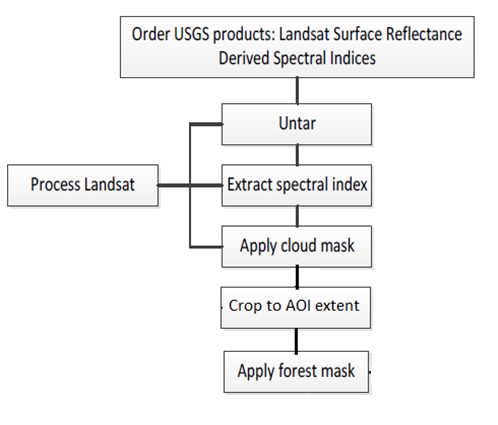 Order USGS products: Landsat Surface Reflectance
Derived Spectral Indices
Untar
Process Landsat
Extract spectral index
Apply cloud mask
Crop to AOI extent
Apply forest mask